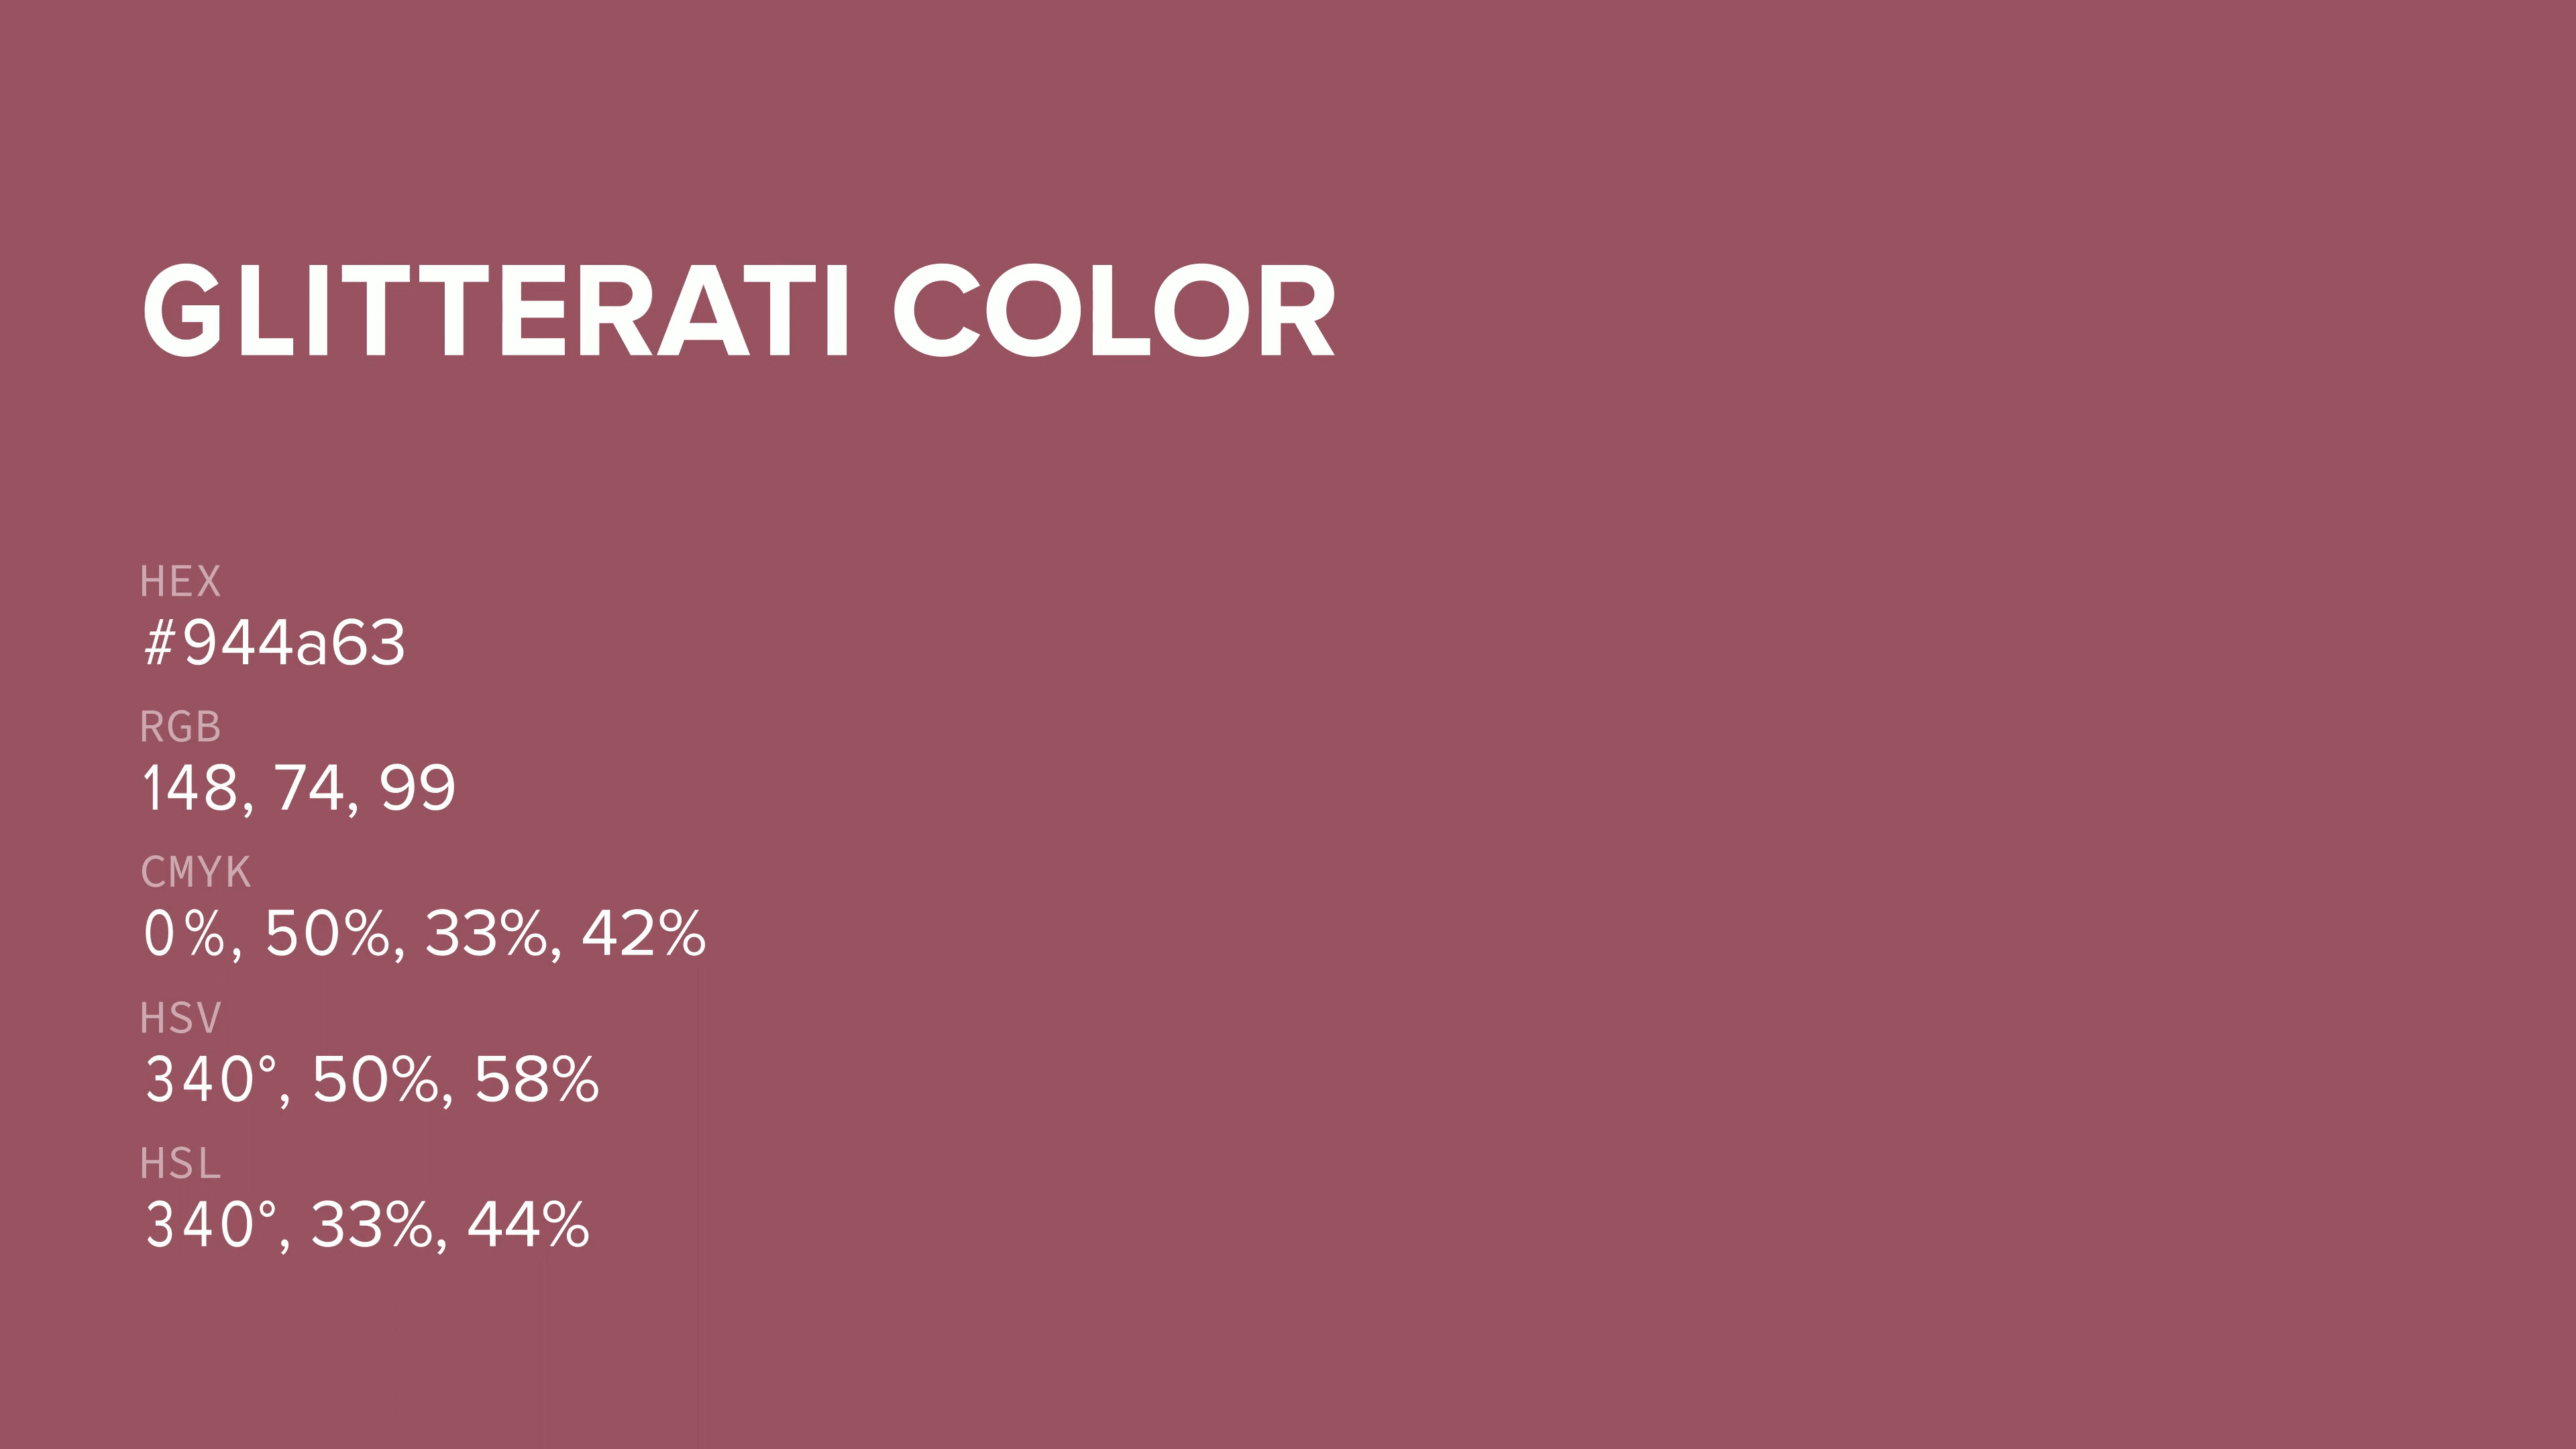 GLITTERATI COLOR
HEX
#944a63
RGB
148, 74, 99
CMYK
0%, 50%, 33%, 42%
HSV
340°, 50%, 58%
HSL
340°, 33%, 44%